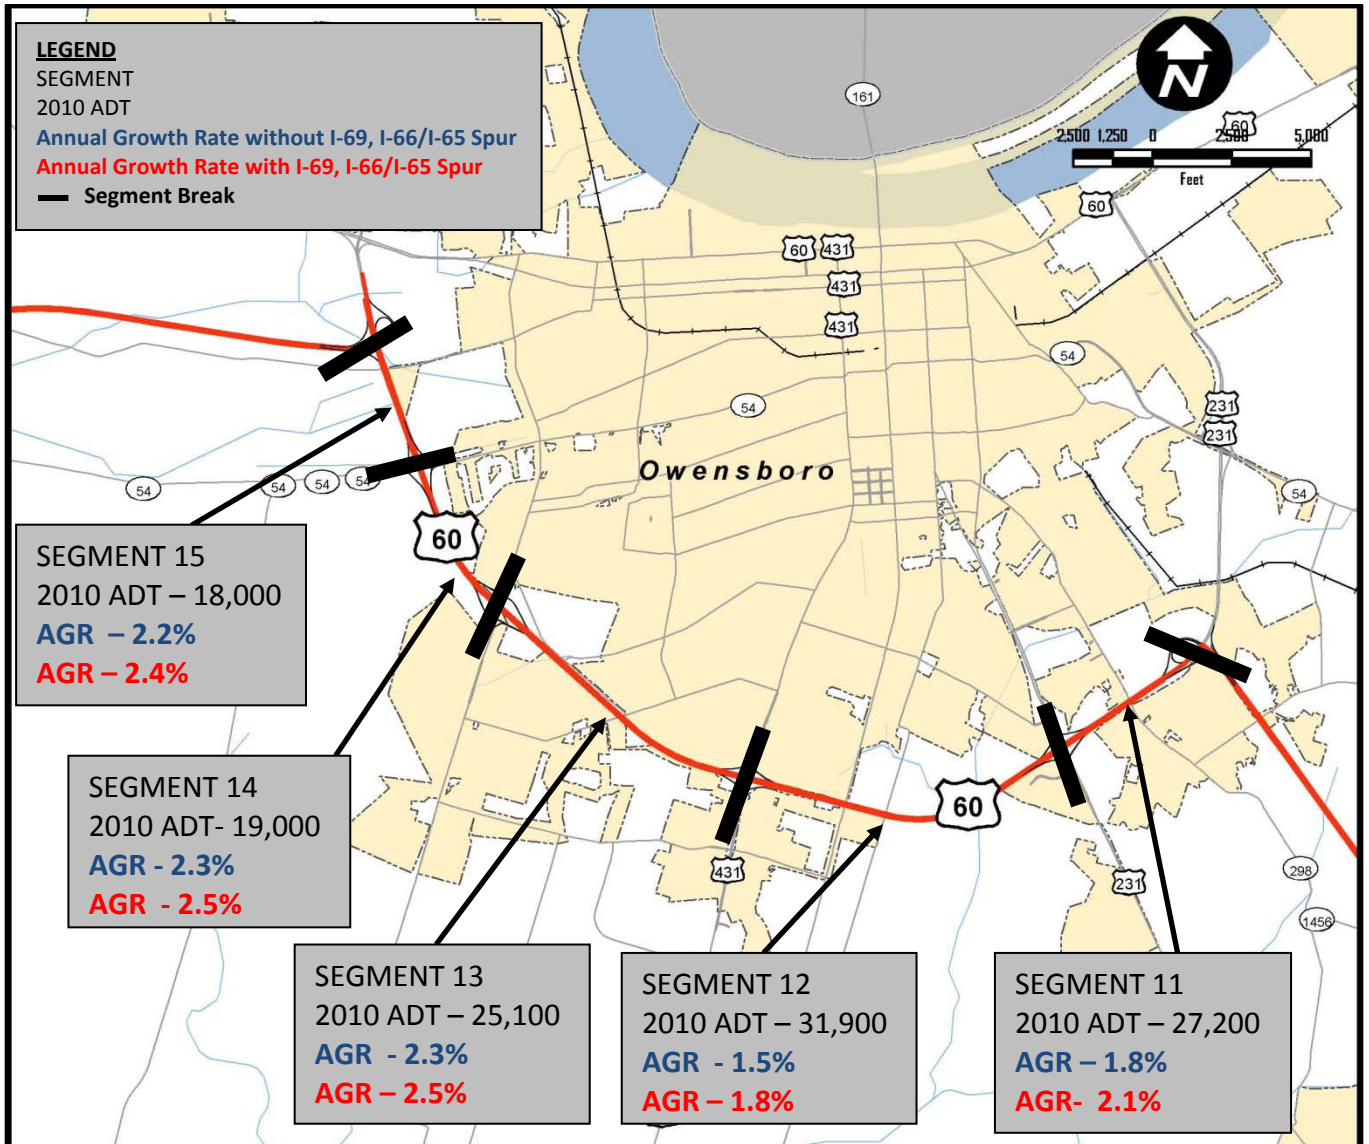 LEGEND
SEGMENT
2010 ADT
Annual Growth Rate without I-69, I-66/I-65 Spur
Annual Growth Rate with I-69, I-66/I-65 Spur
Segment Break
161
N
60
2,500 1,250 0 2,500 5,000
Feet
60
60 431
431
431
54
54
231
231
Owensboro
54 54 54 54
54
60
SEGMENT 15
2010 ADT – 18,000
AGR – 2.2%
AGR – 2.4%
SEGMENT 14
2010 ADT- 19,000
AGR - 2.3%
AGR - 2.5%
60
431
231
298
1456
SEGMENT 13
2010 ADT – 25,100
AGR - 2.3%
AGR – 2.5%
SEGMENT 12
2010 ADT – 31,900
AGR - 1.5%
AGR – 1.8%
SEGMENT 11
2010 ADT – 27,200
AGR – 1.8%
AGR- 2.1%